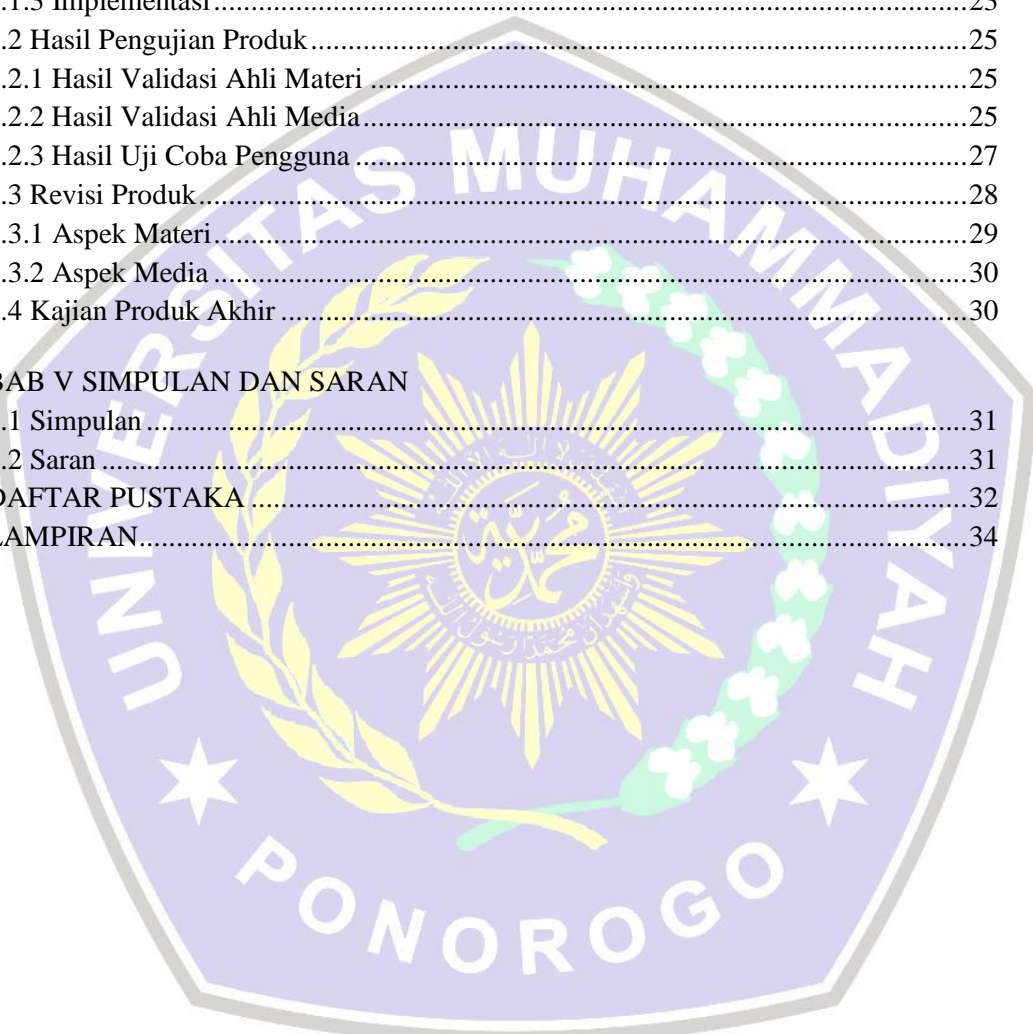 .1.3 Implementasi.....23
.2 Hasil Pengujian Produk.....25
.2.1 Hasil Validasi Ahli Materi.....25
.2.2 Hasil Validasi Ahli Media.....25
.2.3 Hasil Uji Coba Pengguna.....27
.3 Revisi Produk.....28
.3.1 Aspek Materi.....29
.3.2 Aspek Media.....30
.4 Kajian Produk Akhir.....30
BAB V SIMPULAN DAN SARAN
.1 Simpulan.....31
.2 Saran.....31
DAFTAR PUSTAKA.....32
LAMPIRAN.....34
UNIVERSITAS MUHAMMADIYAH
PONOROGO
محمدية